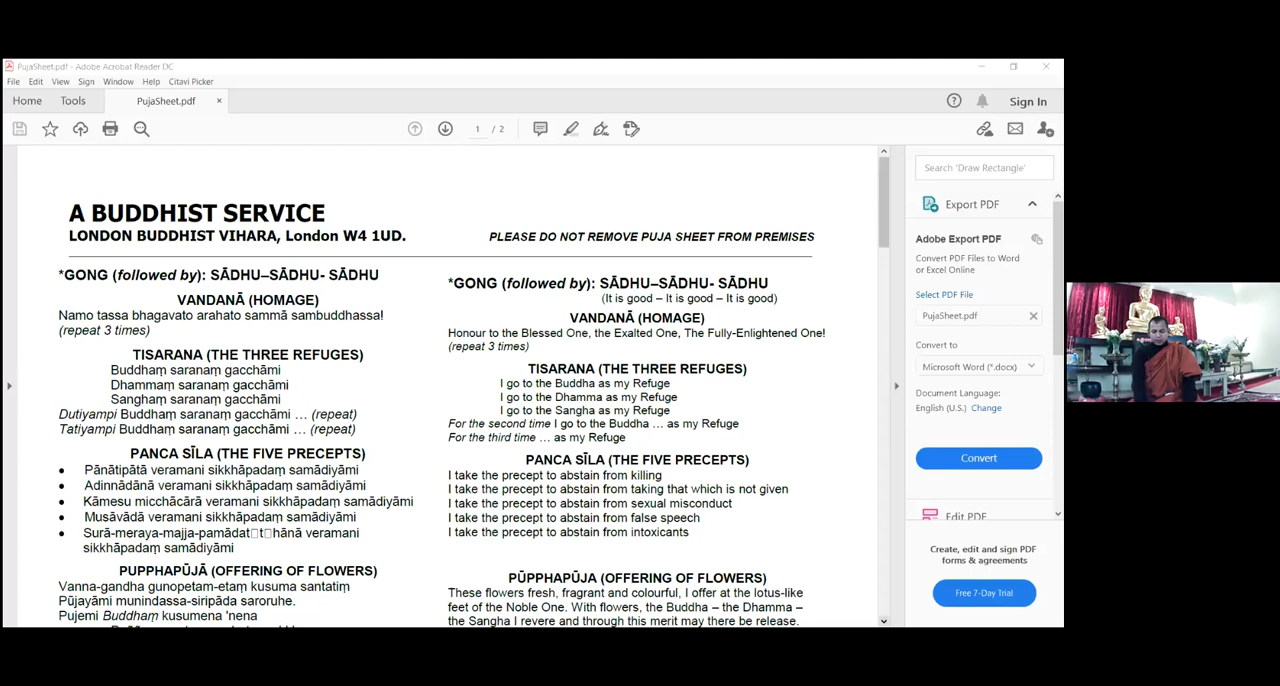 PujaSheet.pdf - Adobe Acrobat Reader DC
File Edit View Sign Window Help Citavi Picker
Home Tools PujaSheet.pdf × Sign In
1 / 2
Search 'Draw Rectangle'
A BUDDHIST SERVICE
LONDON BUDDHIST VIHARA, London W4 1UD. PLEASE DO NOT REMOVE PUJA SHEET FROM PREMISES
*GONG (followed by): SĀDHU–SĀDHU- SĀDHU
VANDANĀ (HOMAGE)
Namo tassa bhagavato arahato sammā sambuddhassa!
(repeat 3 times)
TISARANA (THE THREE REFUGES)
Buddhaṃ saranaṃ gacchāmi
Dhammaṃ saranaṃ gacchāmi
Sanghaṃ saranaṃ gacchāmi
Dutiyampi Buddhaṃ saranaṃ gacchāmi … (repeat)
Tatiyampi Buddhaṃ saranaṃ gacchāmi … (repeat)
PANCA SĪLA (THE FIVE PRECEPTS)
• Pānātipātā veramani sikkhāpadaṃ samādiyāmi
• Adinnādānā veramani sikkhāpadaṃ samādiyāmi
• Kāmesu micchācārā veramani sikkhāpadaṃ samādiyāmi
• Musāvādā veramani sikkhāpadaṃ samādiyāmi
• Surā-meraya-majja-pamādat□t□hānā veramani
sikkhāpadaṃ samādiyāmi
PUPPHAPŪJĀ (OFFERING OF FLOWERS)
Vanna-gandha gunopetam-etaṃ kusuma santatiṃ
Pūjayāmi munindassa-siripāda saroruhe.
Pujemi Buddhaṃ kusumena 'nena
*GONG (followed by): SĀDHU–SĀDHU- SĀDHU
(It is good – It is good – It is good)
VANDANĀ (HOMAGE)
Honour to the Blessed One, the Exalted One, The Fully-Enlightened One!
(repeat 3 times)
TISARANA (THE THREE REFUGES)
I go to the Buddha as my Refuge
I go to the Dhamma as my Refuge
I go to the Sangha as my Refuge
For the second time I go to the Buddha … as my Refuge
For the third time … as my Refuge
PANCA SĪLA (THE FIVE PRECEPTS)
I take the precept to abstain from killing
I take the precept to abstain from taking that which is not given
I take the precept to abstain from sexual misconduct
I take the precept to abstain from false speech
I take the precept to abstain from intoxicants
PŪPPHAPŪJA (OFFERING OF FLOWERS)
These flowers fresh, fragrant and colourful, I offer at the lotus-like
feet of the Noble One. With flowers, the Buddha – the Dhamma –
the Sangha I revere and through this merit may there be release.
Export PDF
Adobe Export PDF
Convert PDF Files to Word
or Excel Online
Select PDF File
PujaSheet.pdf
Convert to
Microsoft Word (*.docx)
Document Language:
English (U.S.) Change
Convert
Edit PDF
Create, edit and sign PDF
forms & agreements
Free 7-Day Trial